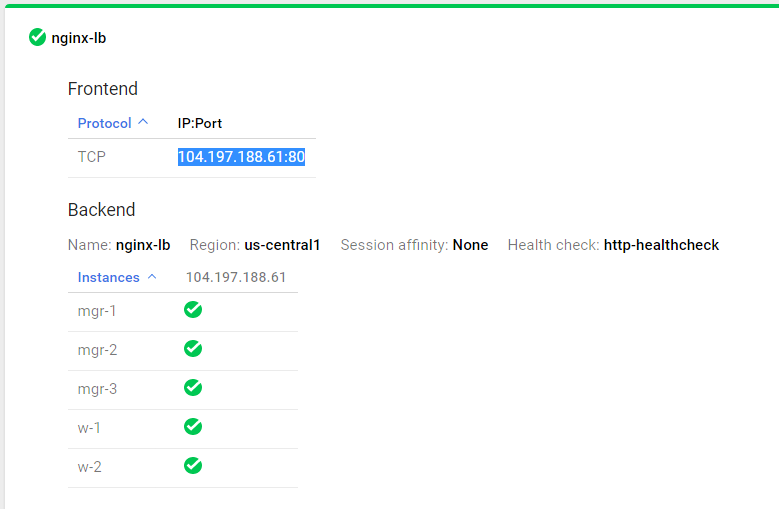 nginx-lb
Frontend
Protocol IP:Port
TCP 104.197.188.61:80
Backend
Name: nginx-lb Region: us-central1 Session affinity: None Health check: http-healthcheck
Instances 104.197.188.61
mgr-1
mgr-2
mgr-3
w-1
w-2